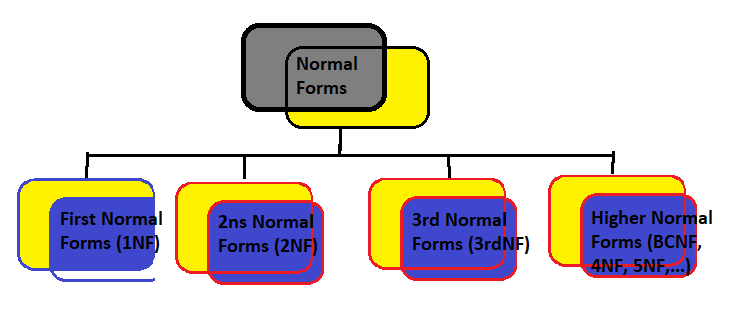 Normal
Forms
First Normal
Forms (1NF)
2ns Normal
Forms (2NF)
3rd Normal
Forms (3rdNF)
Higher Normal
Forms (BCNF,
4NF, 5NF,...)